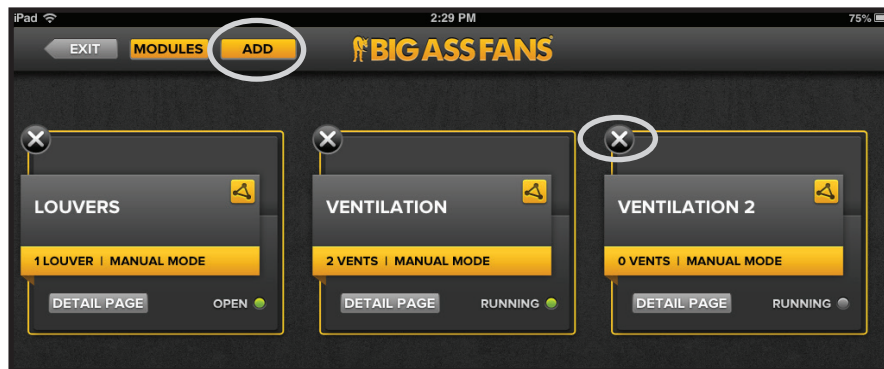 iPad 2:29 PM 75%
EXIT MODULES ADD BIG ASS FANS
LOUVERS
1 LOUVER | MANUAL MODE
DETAIL PAGE OPEN
VENTILATION
2 VENTS | MANUAL MODE
DETAIL PAGE RUNNING
VENTILATION 2
0 VENTS | MANUAL MODE
DETAIL PAGE RUNNING